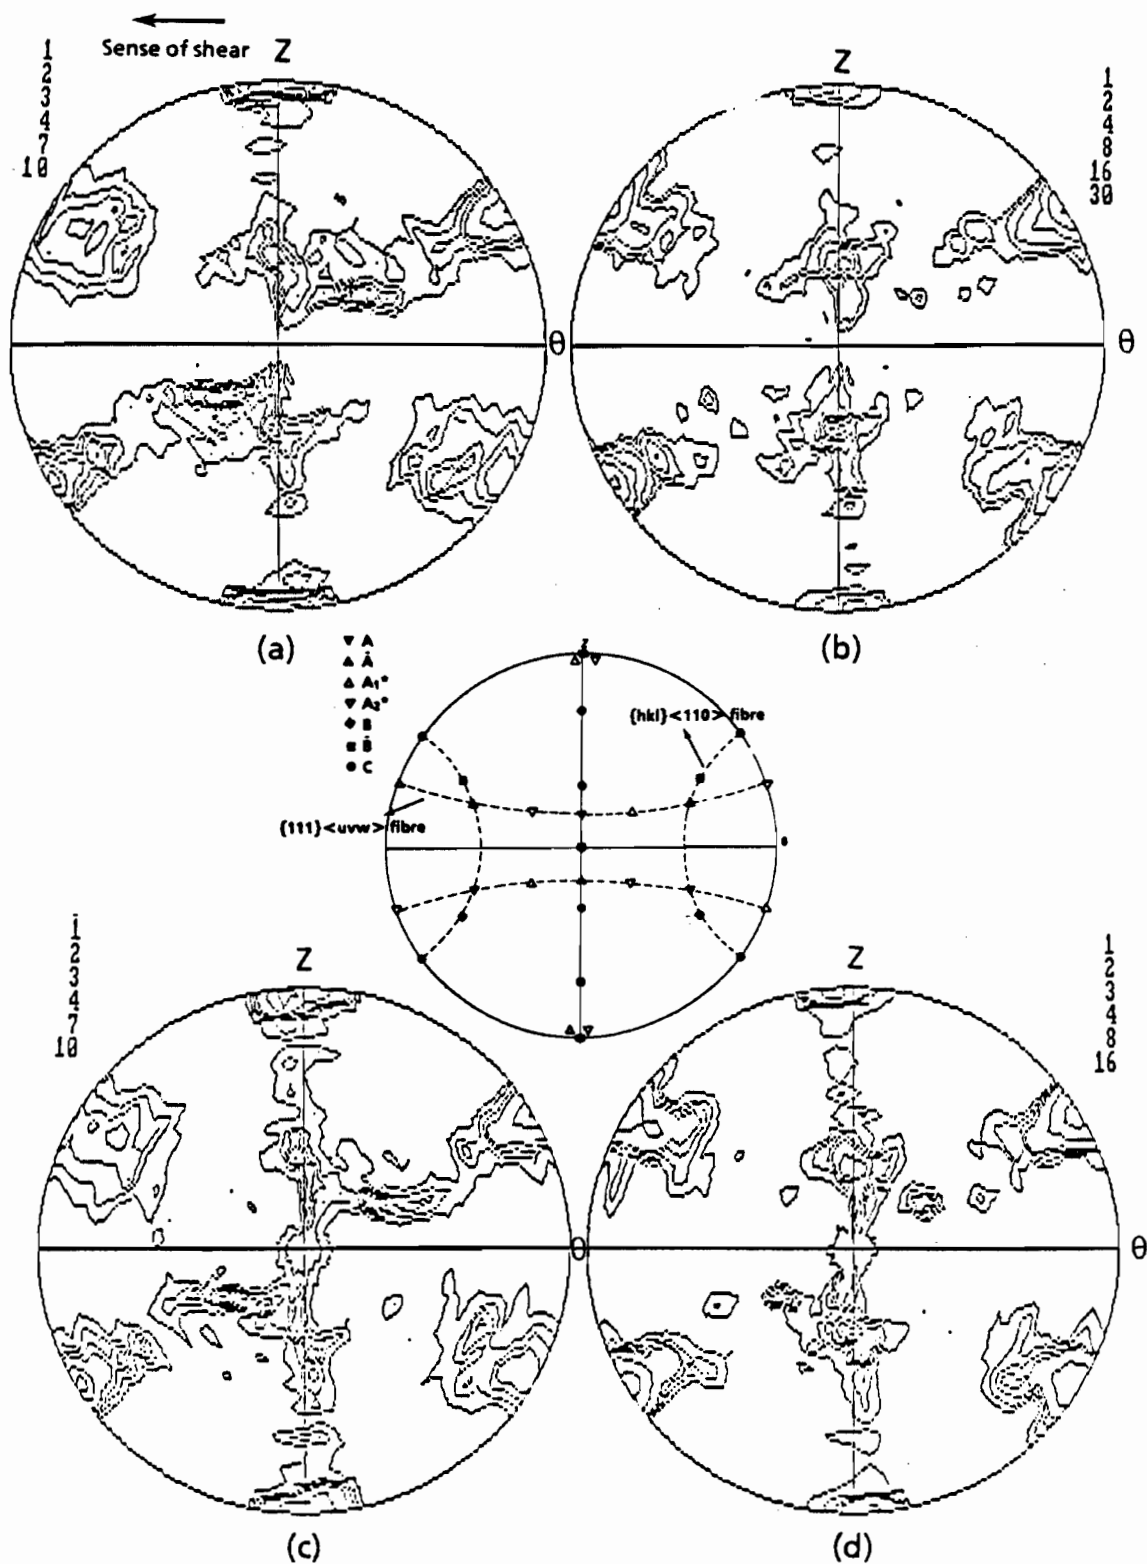 Sense of shear
Z
1
2
3
4
7
10
θ
(a)
Z
1
2
4
8
16
30
θ
(b)
▼ A
▲ Ā
△ A₁*
▽ A₂*
◆ B
■ B̄
● C
Z
{hkl}<110> fibre
{111}<uvw> fibre
θ
Z
1
2
3
4
7
10
θ
(c)
Z
1
2
3
4
8
16
θ
(d)